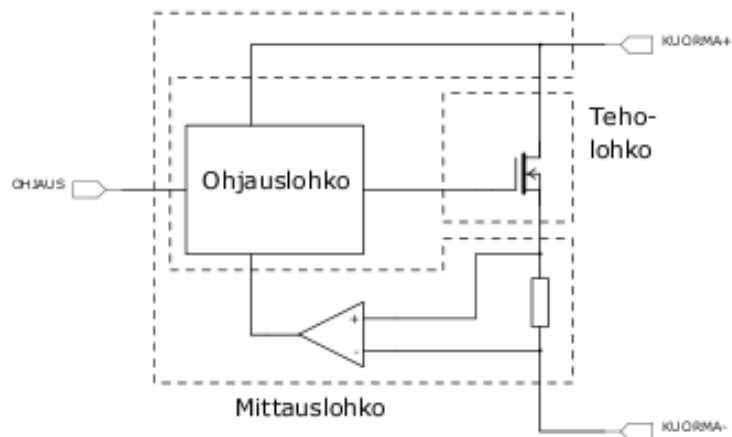 KUORMA+
Teho-
lohko
OHJAUS
Ohjauslohko
+
-
Mittauslohko
KUORMA-